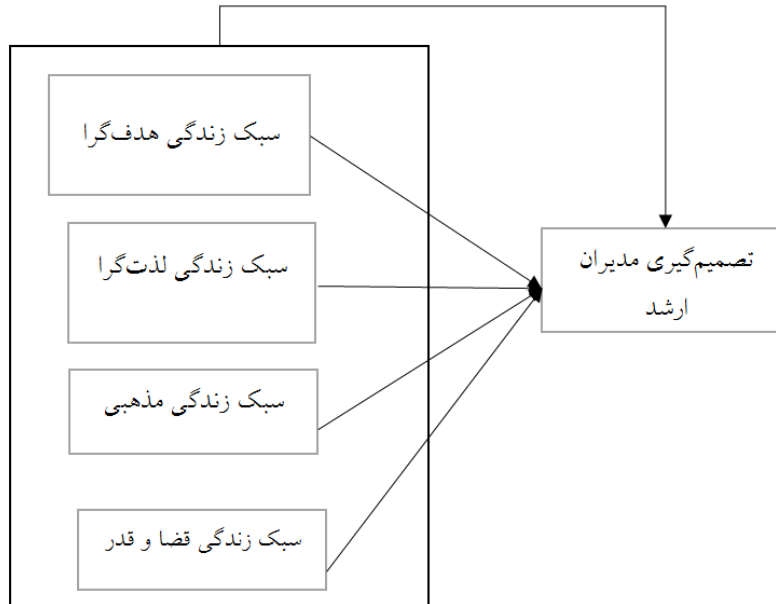 سبک زندگی هدف‌گرا
سبک زندگی لذت‌گرا
سبک زندگی مذهبی
سبک زندگی قضا و قدر
تصمیم‌گیری مدیران
ارشد